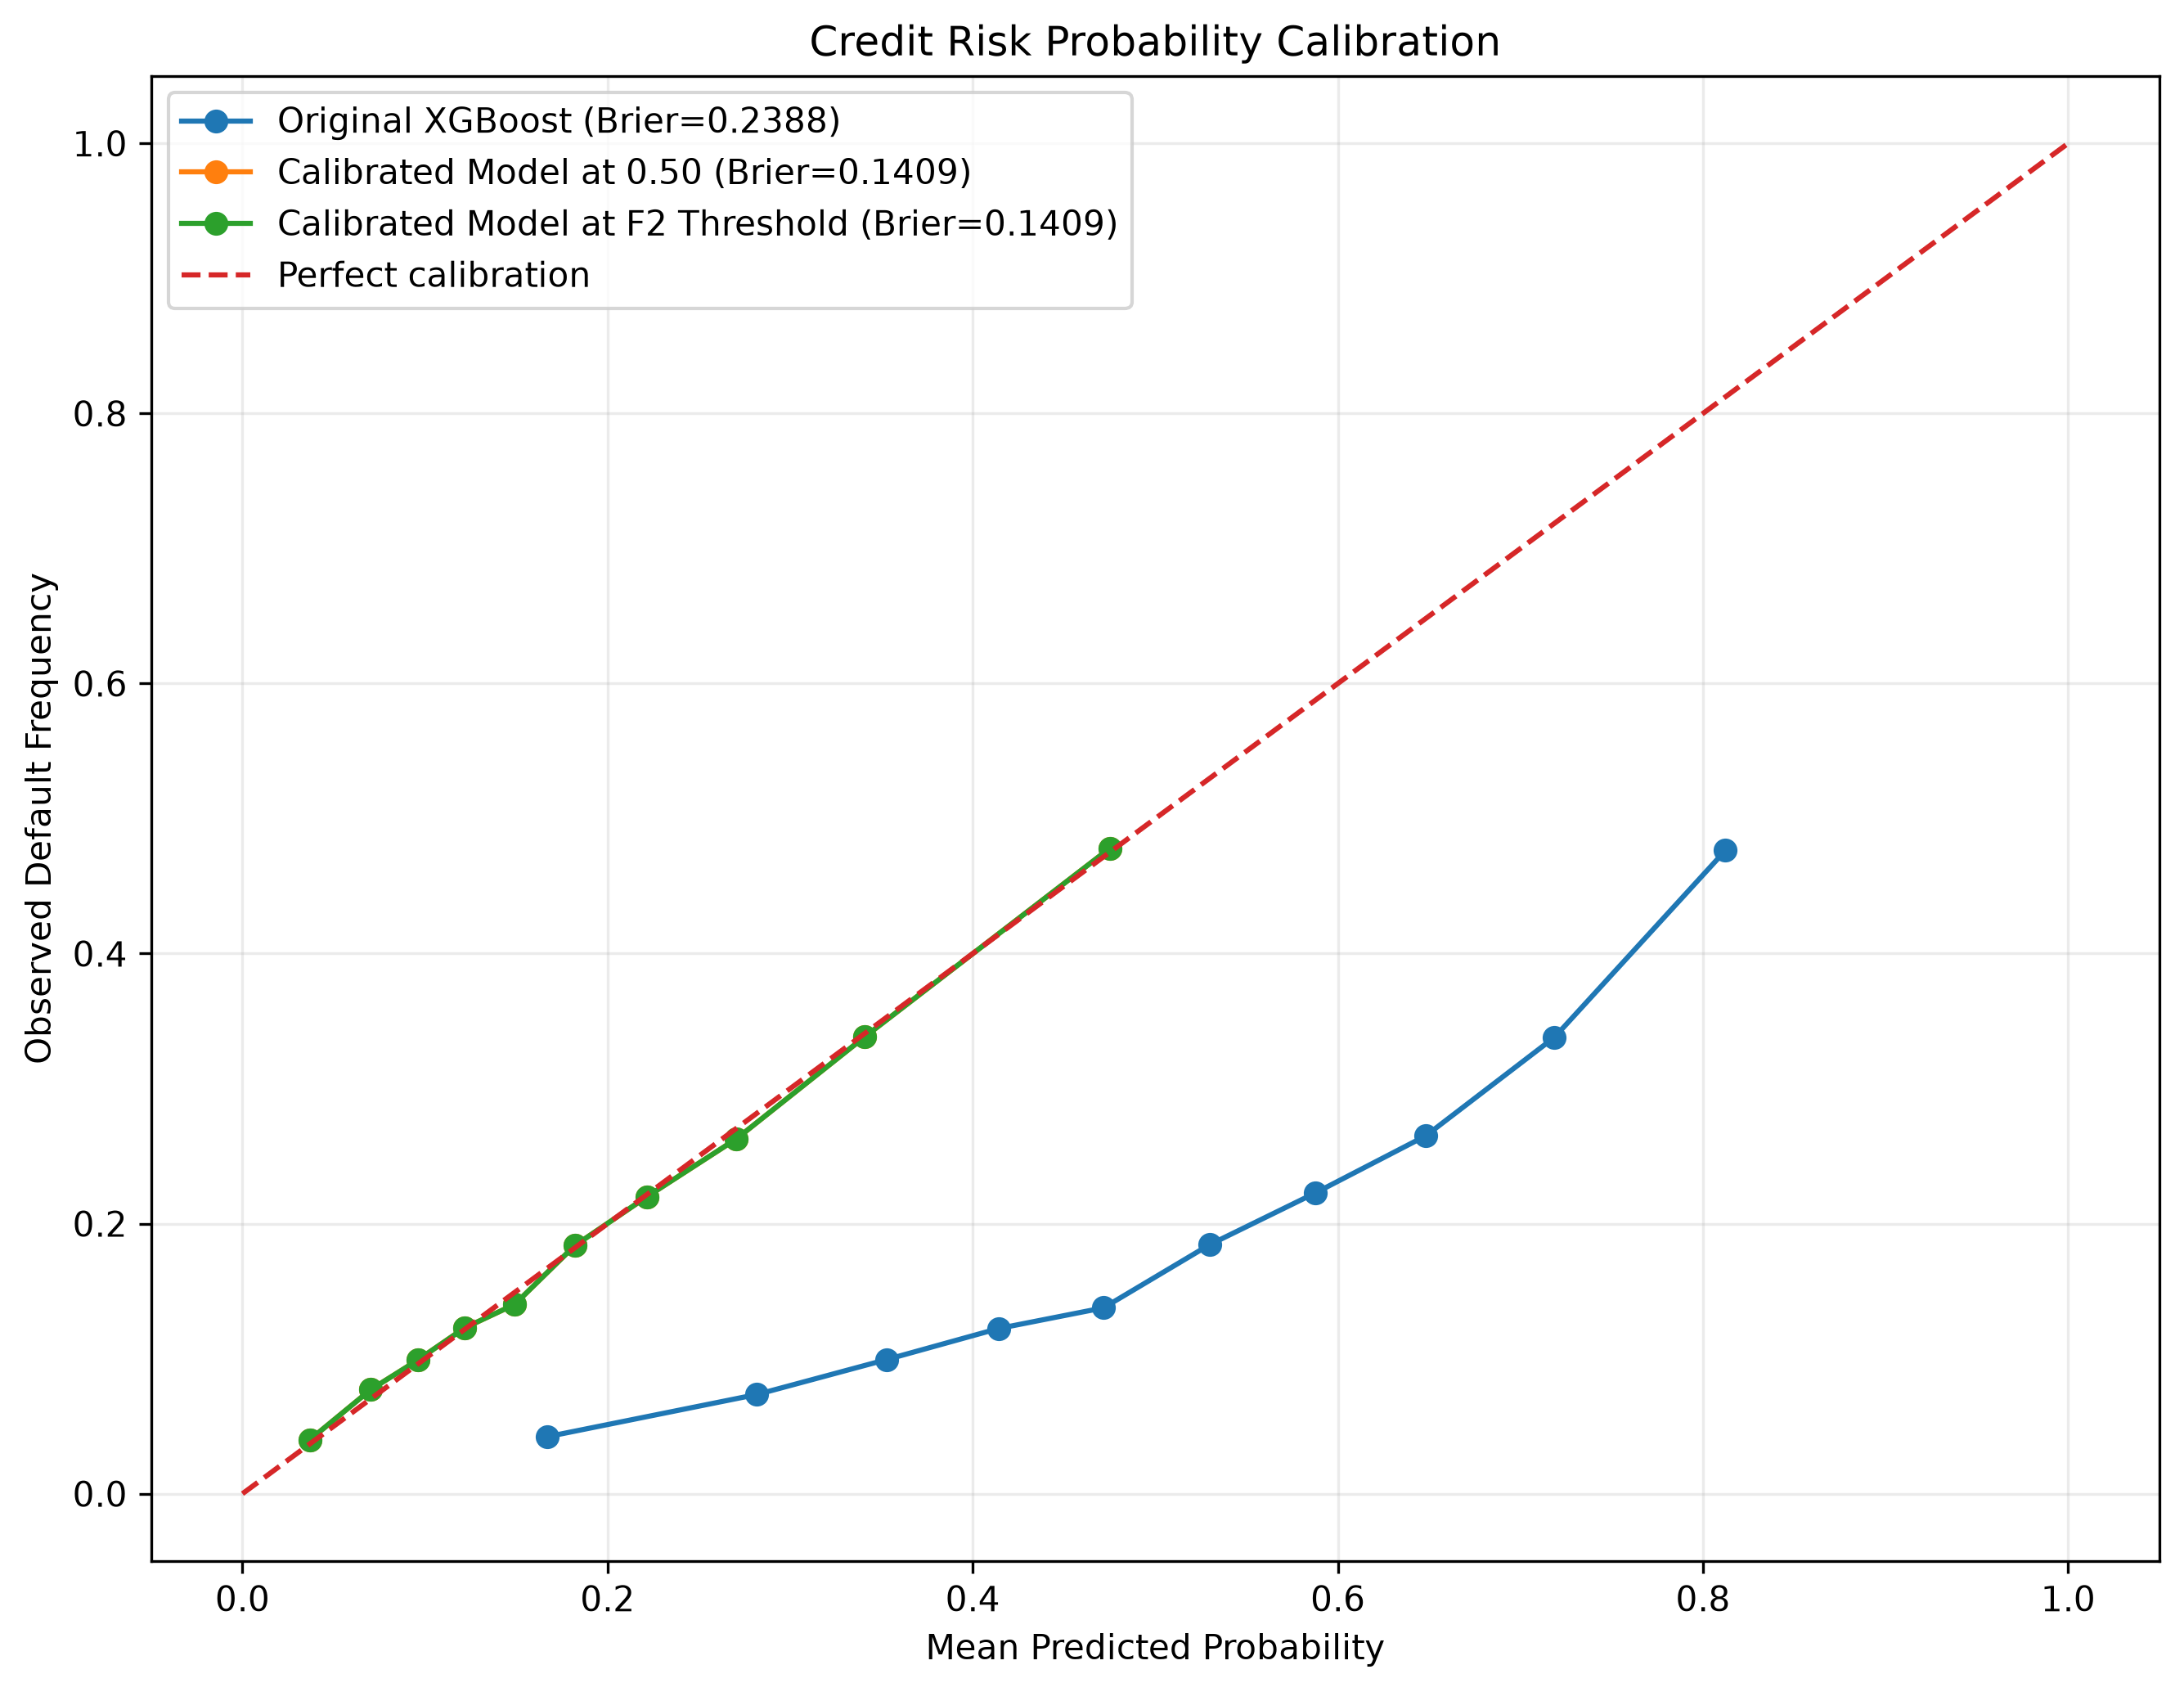 Credit Risk Probability Calibration
Original XGBoost (Brier=0.2388)
Calibrated Model at 0.50 (Brier=0.1409)
Calibrated Model at F2 Threshold (Brier=0.1409)
Perfect calibration
1.0
0.8
0.6
0.4
0.2
0.0
Observed Default Frequency
0.0 0.2 0.4 0.6 0.8 1.0
Mean Predicted Probability